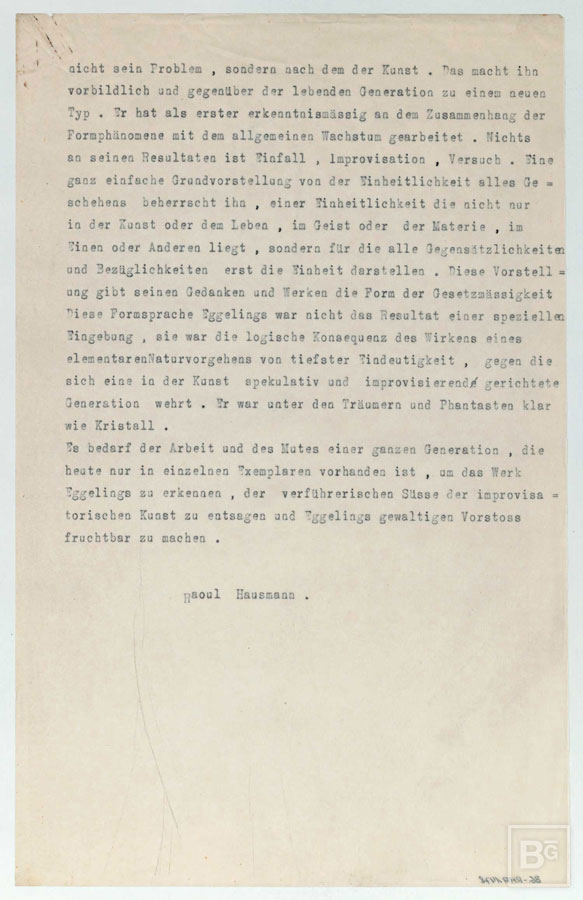 nicht sein Problem , sondern nach dem der Kunst . Das macht ihn
vorbildlich und gegenüber der lebenden Generation zu einem neuen
Typ . Er hat als erster erkenntnismässig an dem Zusammenhang der
Formphänomene mit dem allgemeinen Wachstum gearbeitet . Nichts
an seinen Resultaten ist Einfall , Improvisation , Versuch . Eine
ganz einfache Grundvorstellung von der Einheitlichkeit alles Ge =
schehens beherrscht ihn , einer Einheitlichkeit die nicht nur
in der Kunst oder dem Leben , im Geist oder der Materie , im
Einen oder Anderen liegt , sondern für die alle Gegensätzlichkeiten
und Bezüglichkeiten erst die Einheit darstellen . Diese Vorstell =
ung gibt seinen Gedanken und Werken die Form der Gesetzmässigkeit
Diese Formsprache Eggelings war nicht das Resultat einer speziellen
Eingebung , sie war die logische Konsequenz des Wirkens eines
elementarenNaturvorgehens von tiefster Eindeutigkeit , gegen die
sich eine in der Kunst spekulativ und improvisierend gerichtete
Generation wehrt . Er war unter den Träumern und Phantasten klar
wie Kristall .
Es bedarf der Arbeit und des Mutes einer ganzen Generation , die
heute nur in einzelnen Exemplaren vorhanden ist , um das Werk
Eggelings zu erkennen , der verführerischen Süsse der improvisa =
torischen Kunst zu entsagen und Eggelings gewaltigen Vorstoss
fruchtbar zu machen .
Raoul Hausmann .
BG